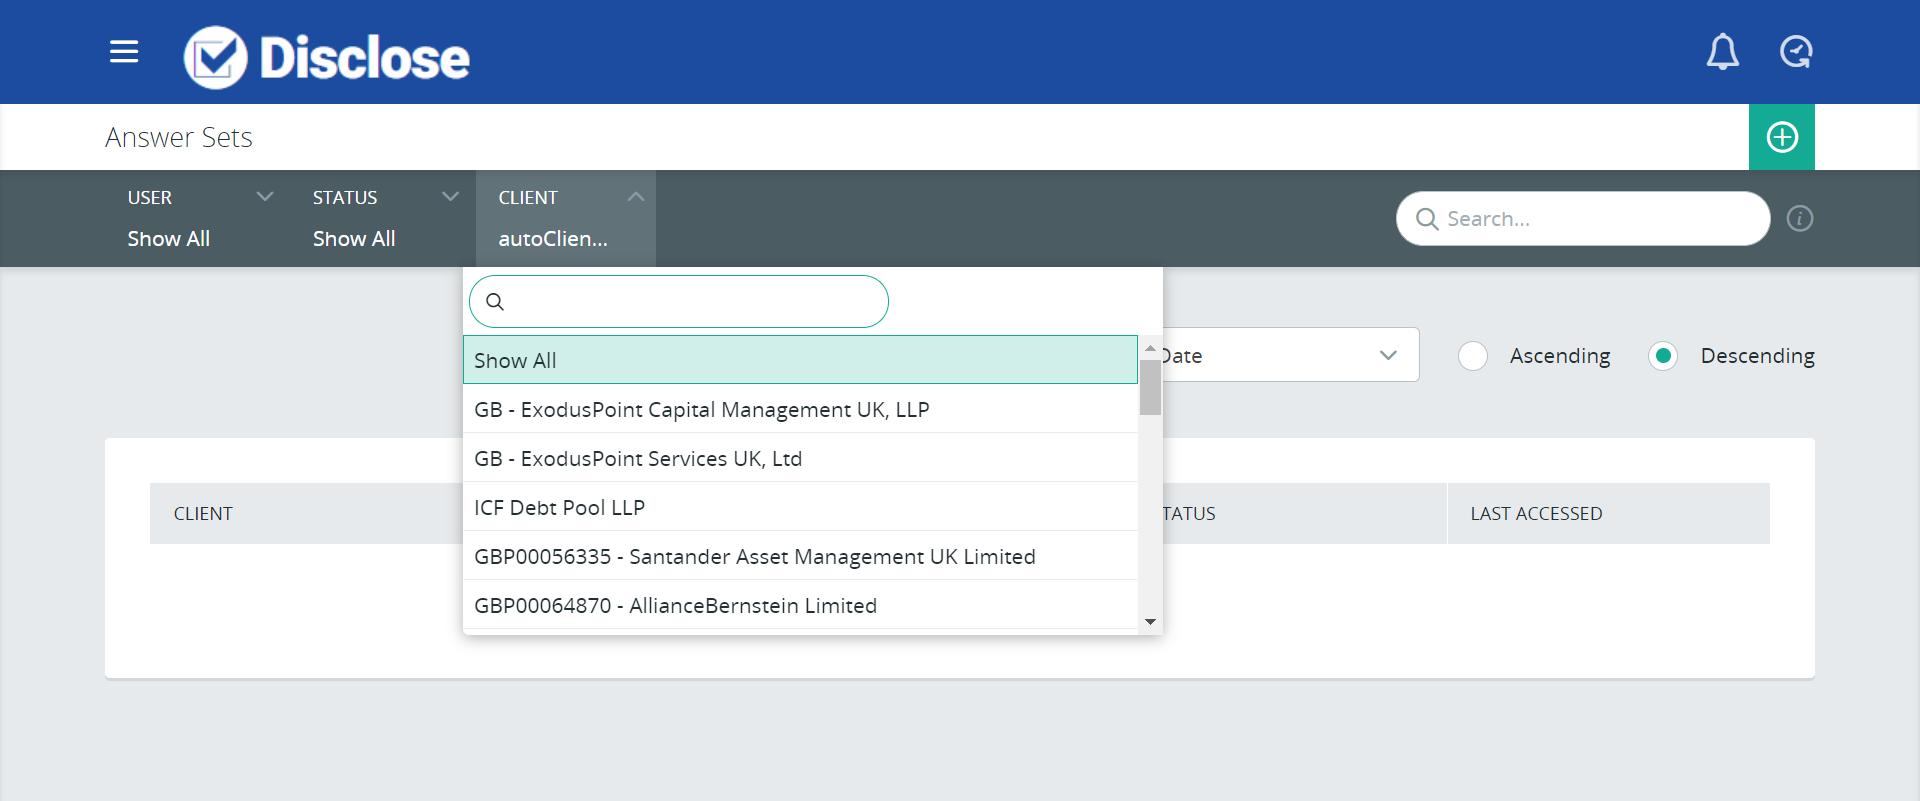 Disclose
Answer Sets
USER
Show All
STATUS
Show All
CLIENT
autoClien...
Search...
Date
Ascending
Descending
Show All
GB - ExodusPoint Capital Management UK, LLP
GB - ExodusPoint Services UK, Ltd
ICF Debt Pool LLP
GBP00056335 - Santander Asset Management UK Limited
GBP00064870 - AllianceBernstein Limited
CLIENT
TATUS
LAST ACCESSED